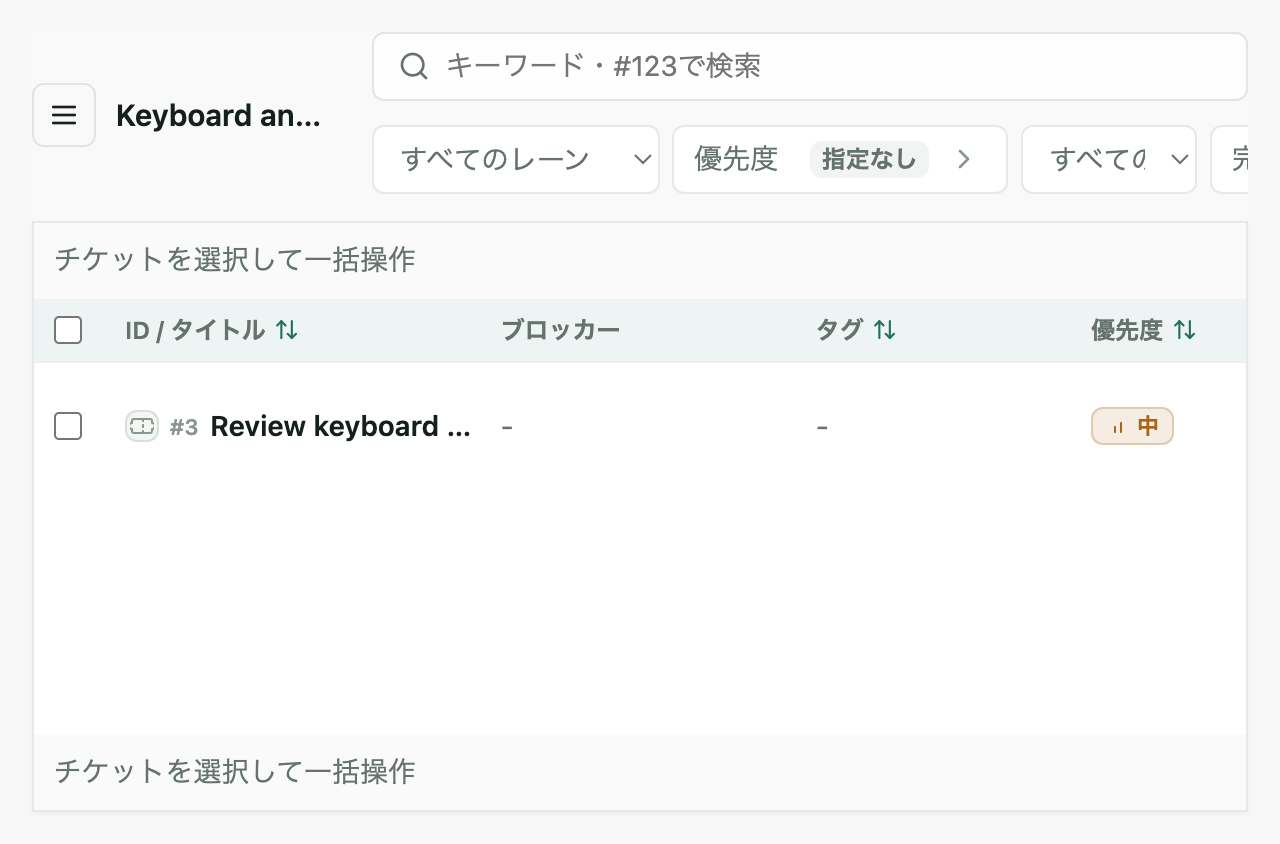 キーワード・#123で検索
Keyboard an...
すべてのレーン 優先度 指定なし すべての 完
チケットを選択して一括操作
ID / タイトル ブロッカー タグ 優先度
#3 Review keyboard ... - - 中
チケットを選択して一括操作